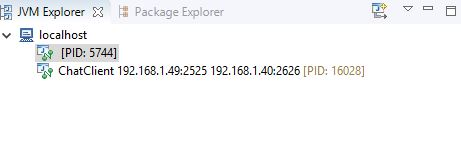 JVM Explorer Package Explorer
localhost
[PID: 5744]
ChatClient 192.168.1.49:2525 192.168.1.40:2626 [PID: 16028]